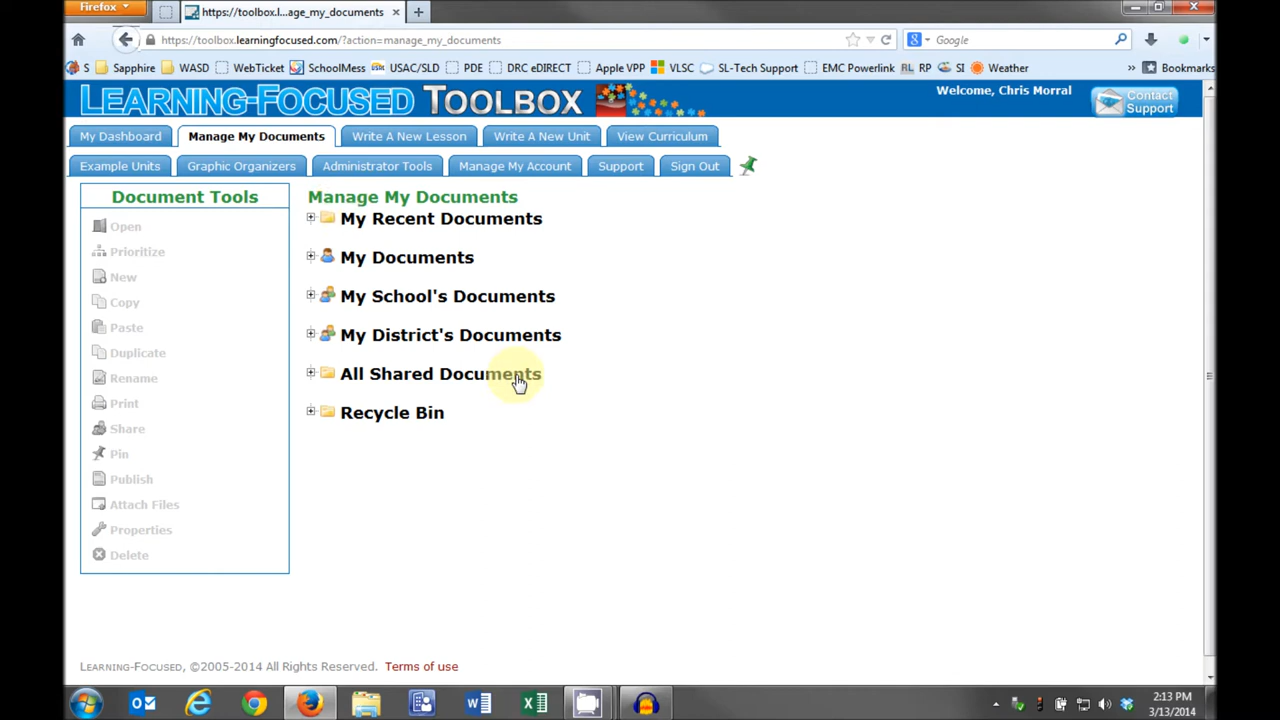 Firefox
https://toolbox.l...age_my_documents
https://toolbox.learningfocused.com/?action=manage_my_documents
Google
S Sapphire WASD WebTicket SchoolMess USAC/SLD PDE DRC eDIRECT Apple VPP VLSC SL-Tech Support EMC Powerlink RL RP SI Weather » Bookmarks
LEARNING-FOCUSED TOOLBOX
Welcome, Chris Morral
Contact Support
My Dashboard Manage My Documents Write A New Lesson Write A New Unit View Curriculum
Example Units Graphic Organizers Administrator Tools Manage My Account Support Sign Out
Document Tools
Open
Prioritize
New
Copy
Paste
Duplicate
Rename
Print
Share
Pin
Publish
Attach Files
Properties
Delete
Manage My Documents
My Recent Documents
My Documents
My School's Documents
My District's Documents
All Shared Documents
Recycle Bin
LEARNING-FOCUSED, ©2005-2014 All Rights Reserved. Terms of use
2:13 PM
3/13/2014